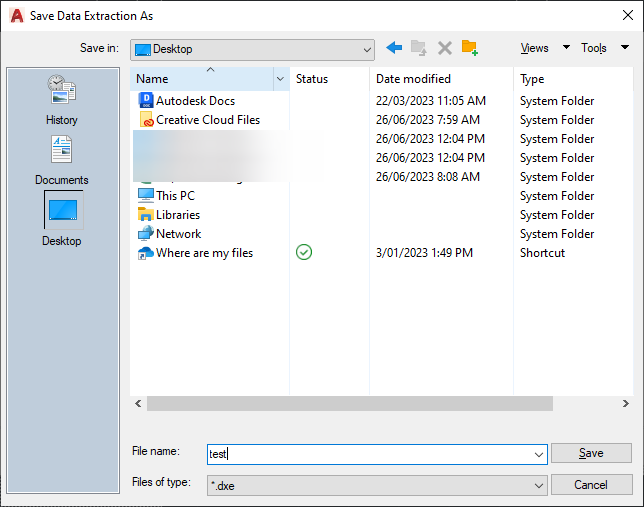 Save Data Extraction As
Save in: Desktop Views Tools
Name Status Date modified Type
Autodesk Docs 22/03/2023 11:05 AM System Folder
History Creative Cloud Files 26/06/2023 7:59 AM System Folder
26/06/2023 12:04 PM System Folder
26/06/2023 12:04 PM System Folder
Documents 26/06/2023 8:08 AM System Folder
This PC System Folder
Libraries System Folder
Desktop Network System Folder
Where are my files 3/01/2023 1:49 PM Shortcut
File name: test Save
Files of type: *.dxe Cancel